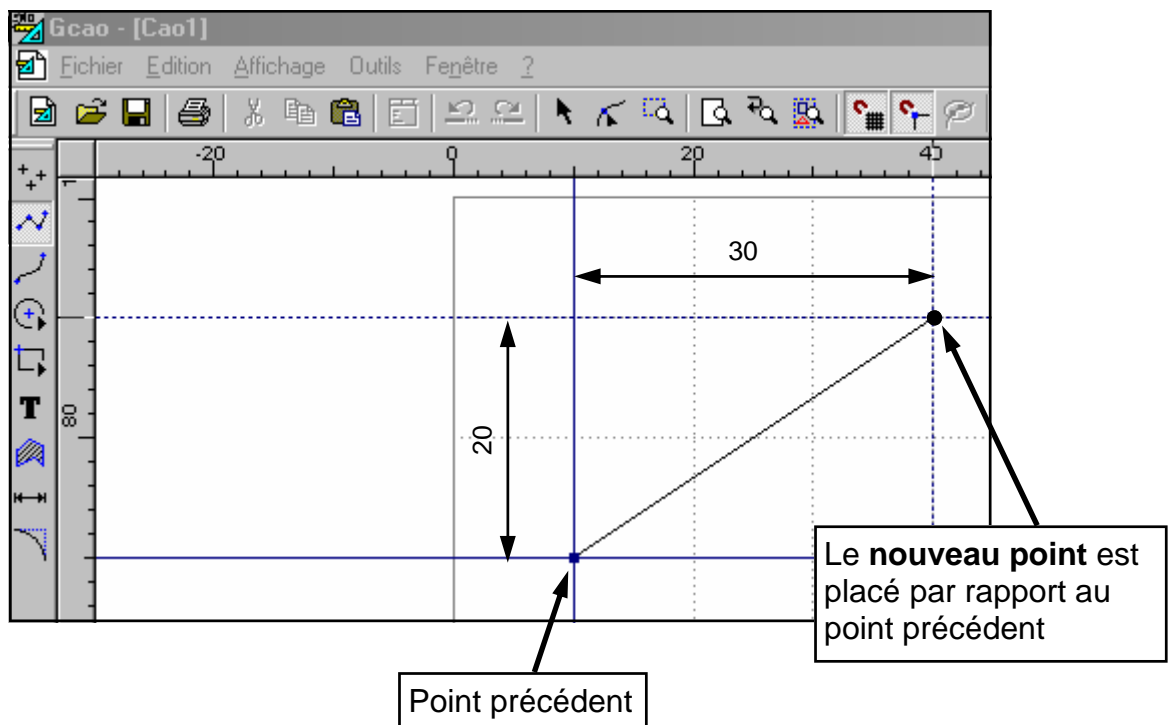 Gcao - [Cao1]
Fichier Edition Affichage Outils Fenêtre ?
-20 0 20 40
1
30
80
20
T
Le nouveau point est
placé par rapport au
point précédent
Point précédent